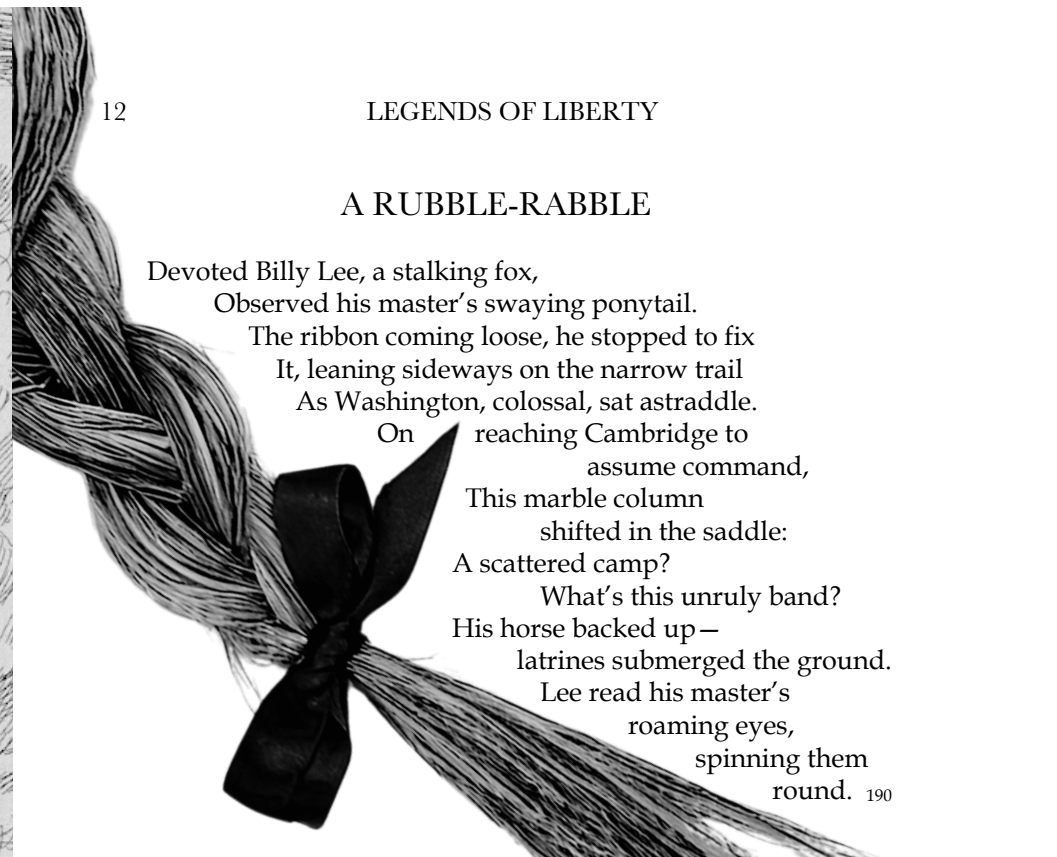 12 LEGENDS OF LIBERTY
A RUBBLE-RABBLE
Devoted Billy Lee, a stalking fox,
Observed his master’s swaying ponytail.
The ribbon coming loose, he stopped to fix
It, leaning sideways on the narrow trail
As Washington, colossal, sat astraddle.
On reaching Cambridge to
assume command,
This marble column
shifted in the saddle:
A scattered camp?
What’s this unruly band?
His horse backed up—
latrines submerged the ground.
Lee read his master’s
roaming eyes,
spinning them
round. 190